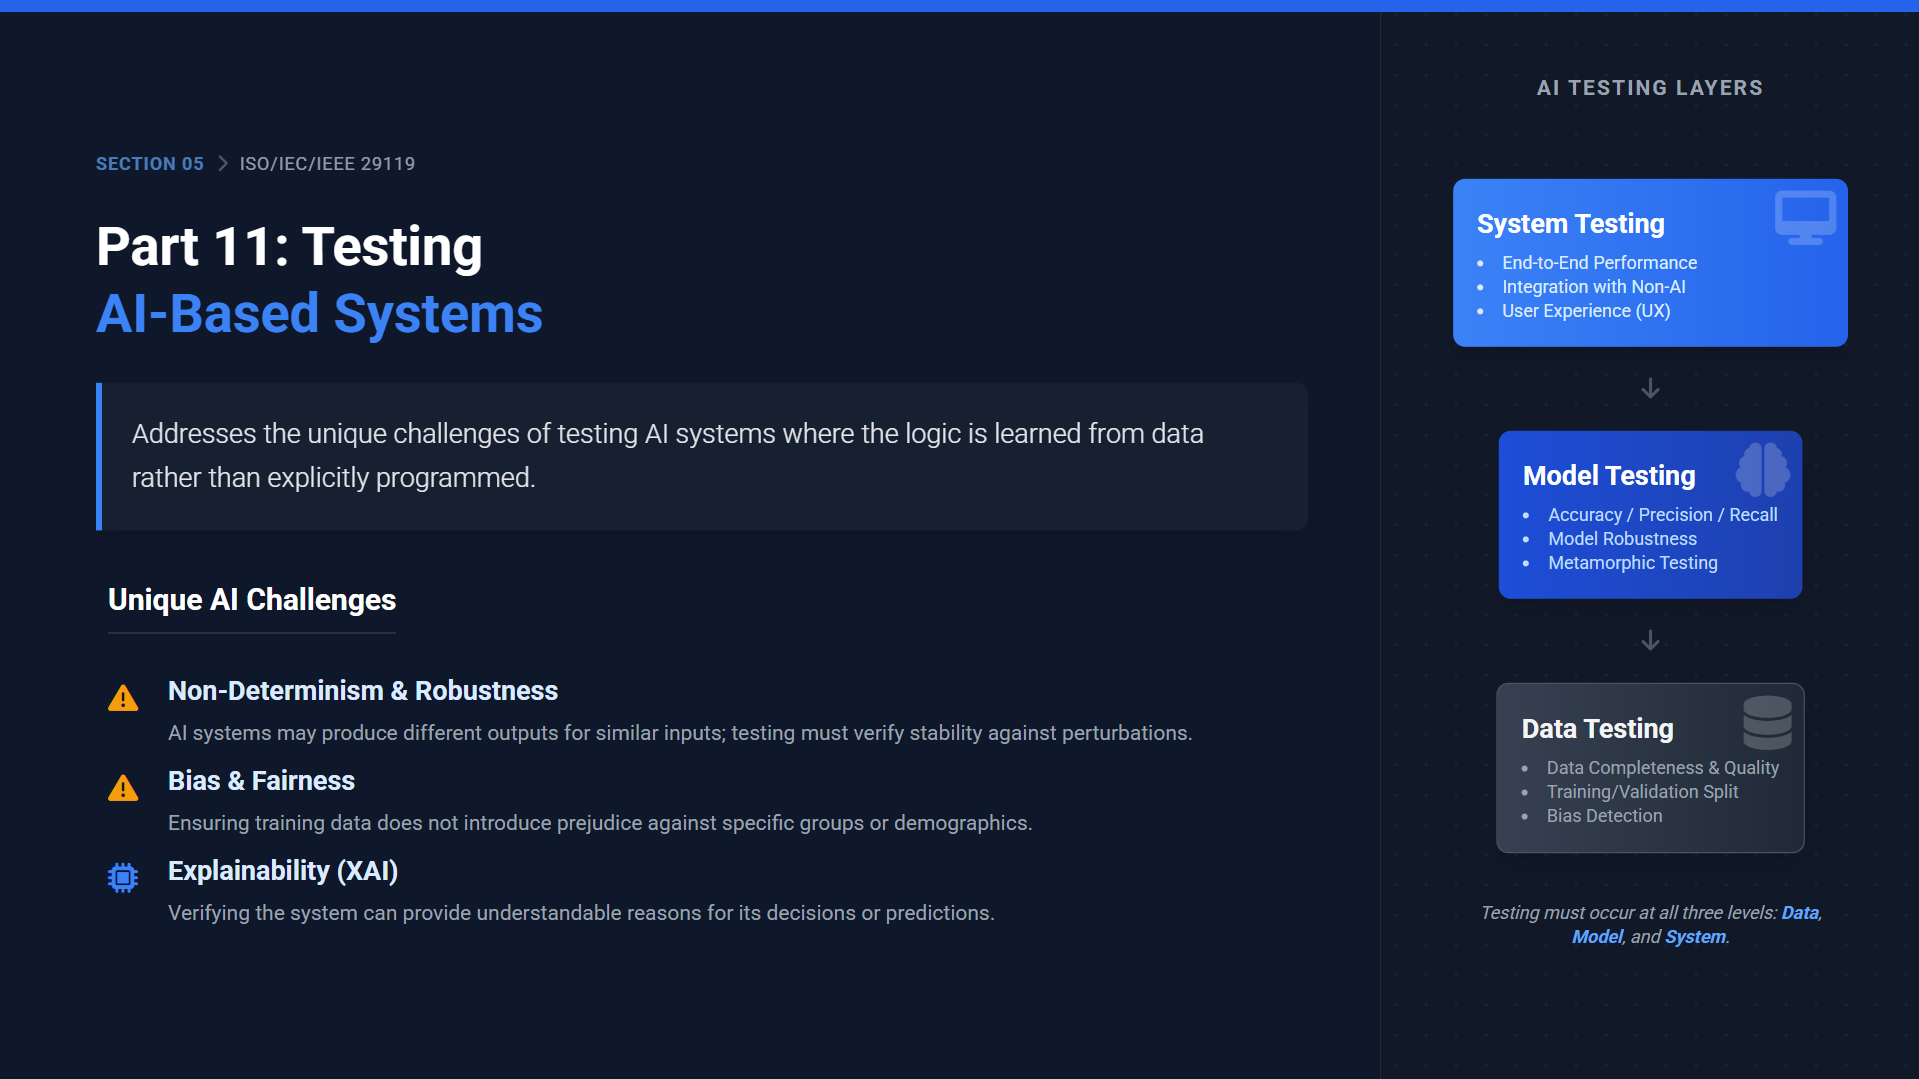 SECTION 05 > ISO/IEC/IEEE 29119
Part 11: Testing
AI-Based Systems
Addresses the unique challenges of testing AI systems where the logic is learned from data
rather than explicitly programmed.
Unique AI Challenges
Non-Determinism & Robustness
AI systems may produce different outputs for similar inputs; testing must verify stability against perturbations.
Bias & Fairness
Ensuring training data does not introduce prejudice against specific groups or demographics.
Explainability (XAI)
Verifying the system can provide understandable reasons for its decisions or predictions.
AI TESTING LAYERS
System Testing
• End-to-End Performance
• Integration with Non-AI
• User Experience (UX)
Model Testing
• Accuracy / Precision / Recall
• Model Robustness
• Metamorphic Testing
Data Testing
• Data Completeness & Quality
• Training/Validation Split
• Bias Detection
Testing must occur at all three levels: Data,
Model, and System.